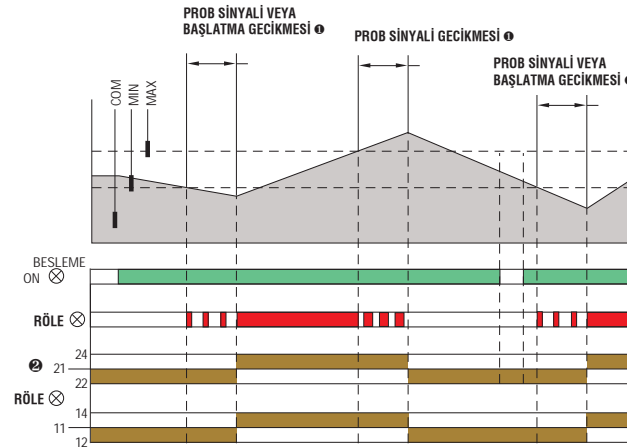 PROB SİNYALİ VEYA
BAŞLATMA GECİKMESİ ❶
PROB SİNYALİ GECİKMESİ ❶
PROB SİNYALİ VEYA
BAŞLATMA GECİKMESİ
COM
MIN
MAX
BESLEME
ON
RÖLE
24
❷ 21
22
RÖLE
14
11
12